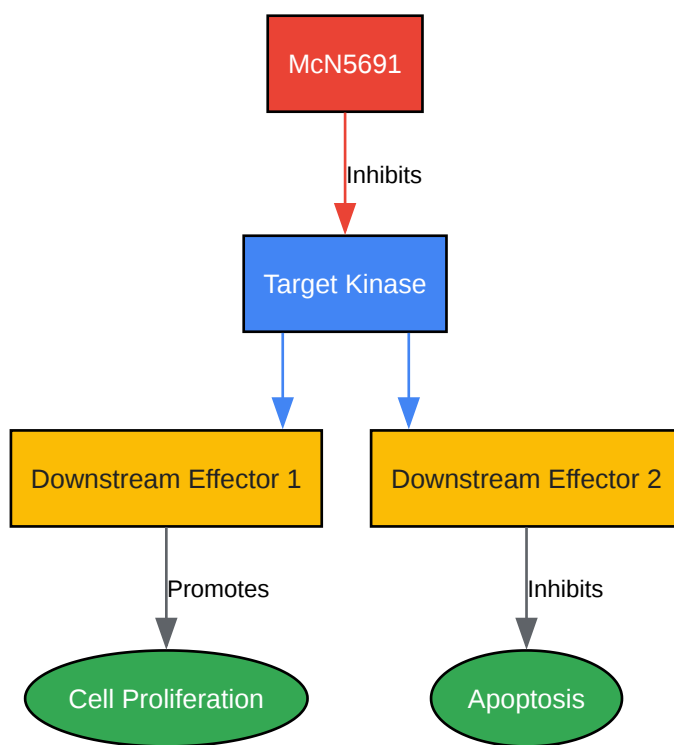 McN5691
Inhibits
Target Kinase
Downstream Effector 1
Downstream Effector 2
Promotes
Inhibits
Cell Proliferation
Apoptosis